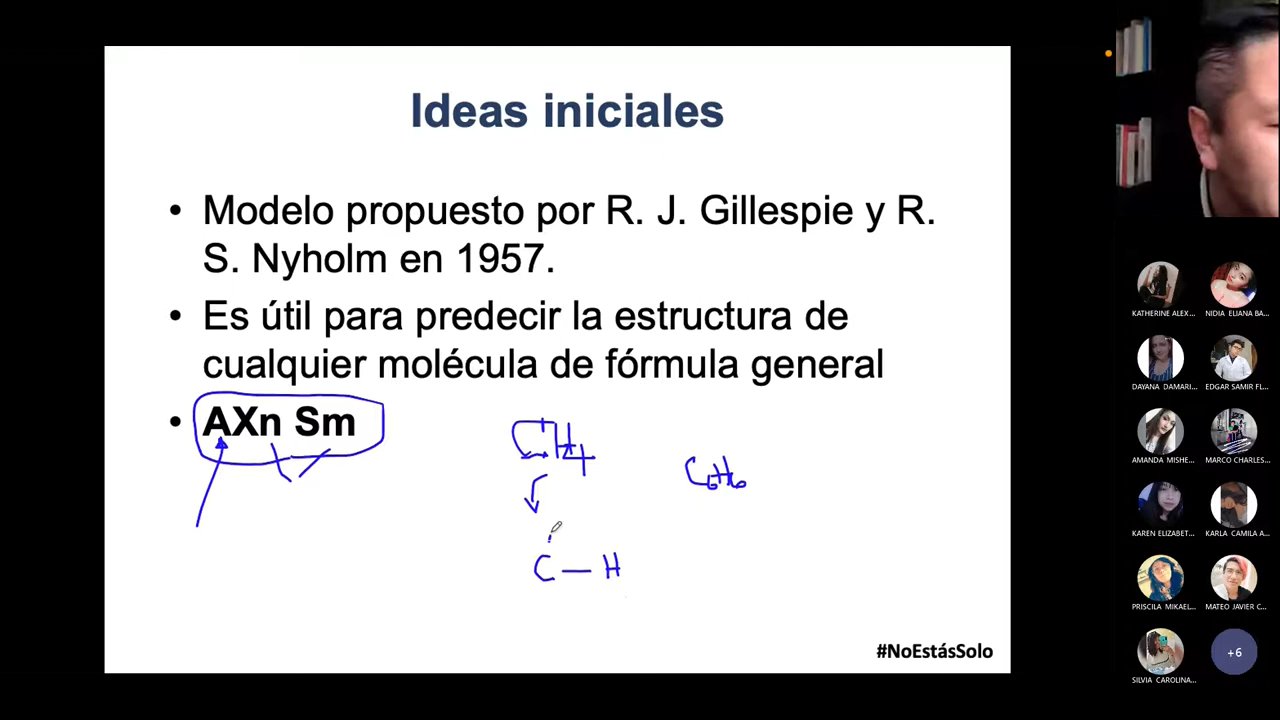 Ideas iniciales
• Modelo propuesto por R. J. Gillespie y R.
S. Nyholm en 1957.
• Es útil para predecir la estructura de
cualquier molécula de fórmula general
• AXn Sm
CH4
C6H6
C — H
#NoEstásSolo
KATHERINE ALEX...
NIDIA ELIANA BA...
DAYANA DAMARI...
EDGAR SAMIR FL...
AMANDA MISHE...
MARCO CHARLES...
KAREN ELIZABET...
KARLA CAMILA A...
PRISCILA MIKAEL...
MATEO JAVIER C...
SILVIA CAROLINA...
+6